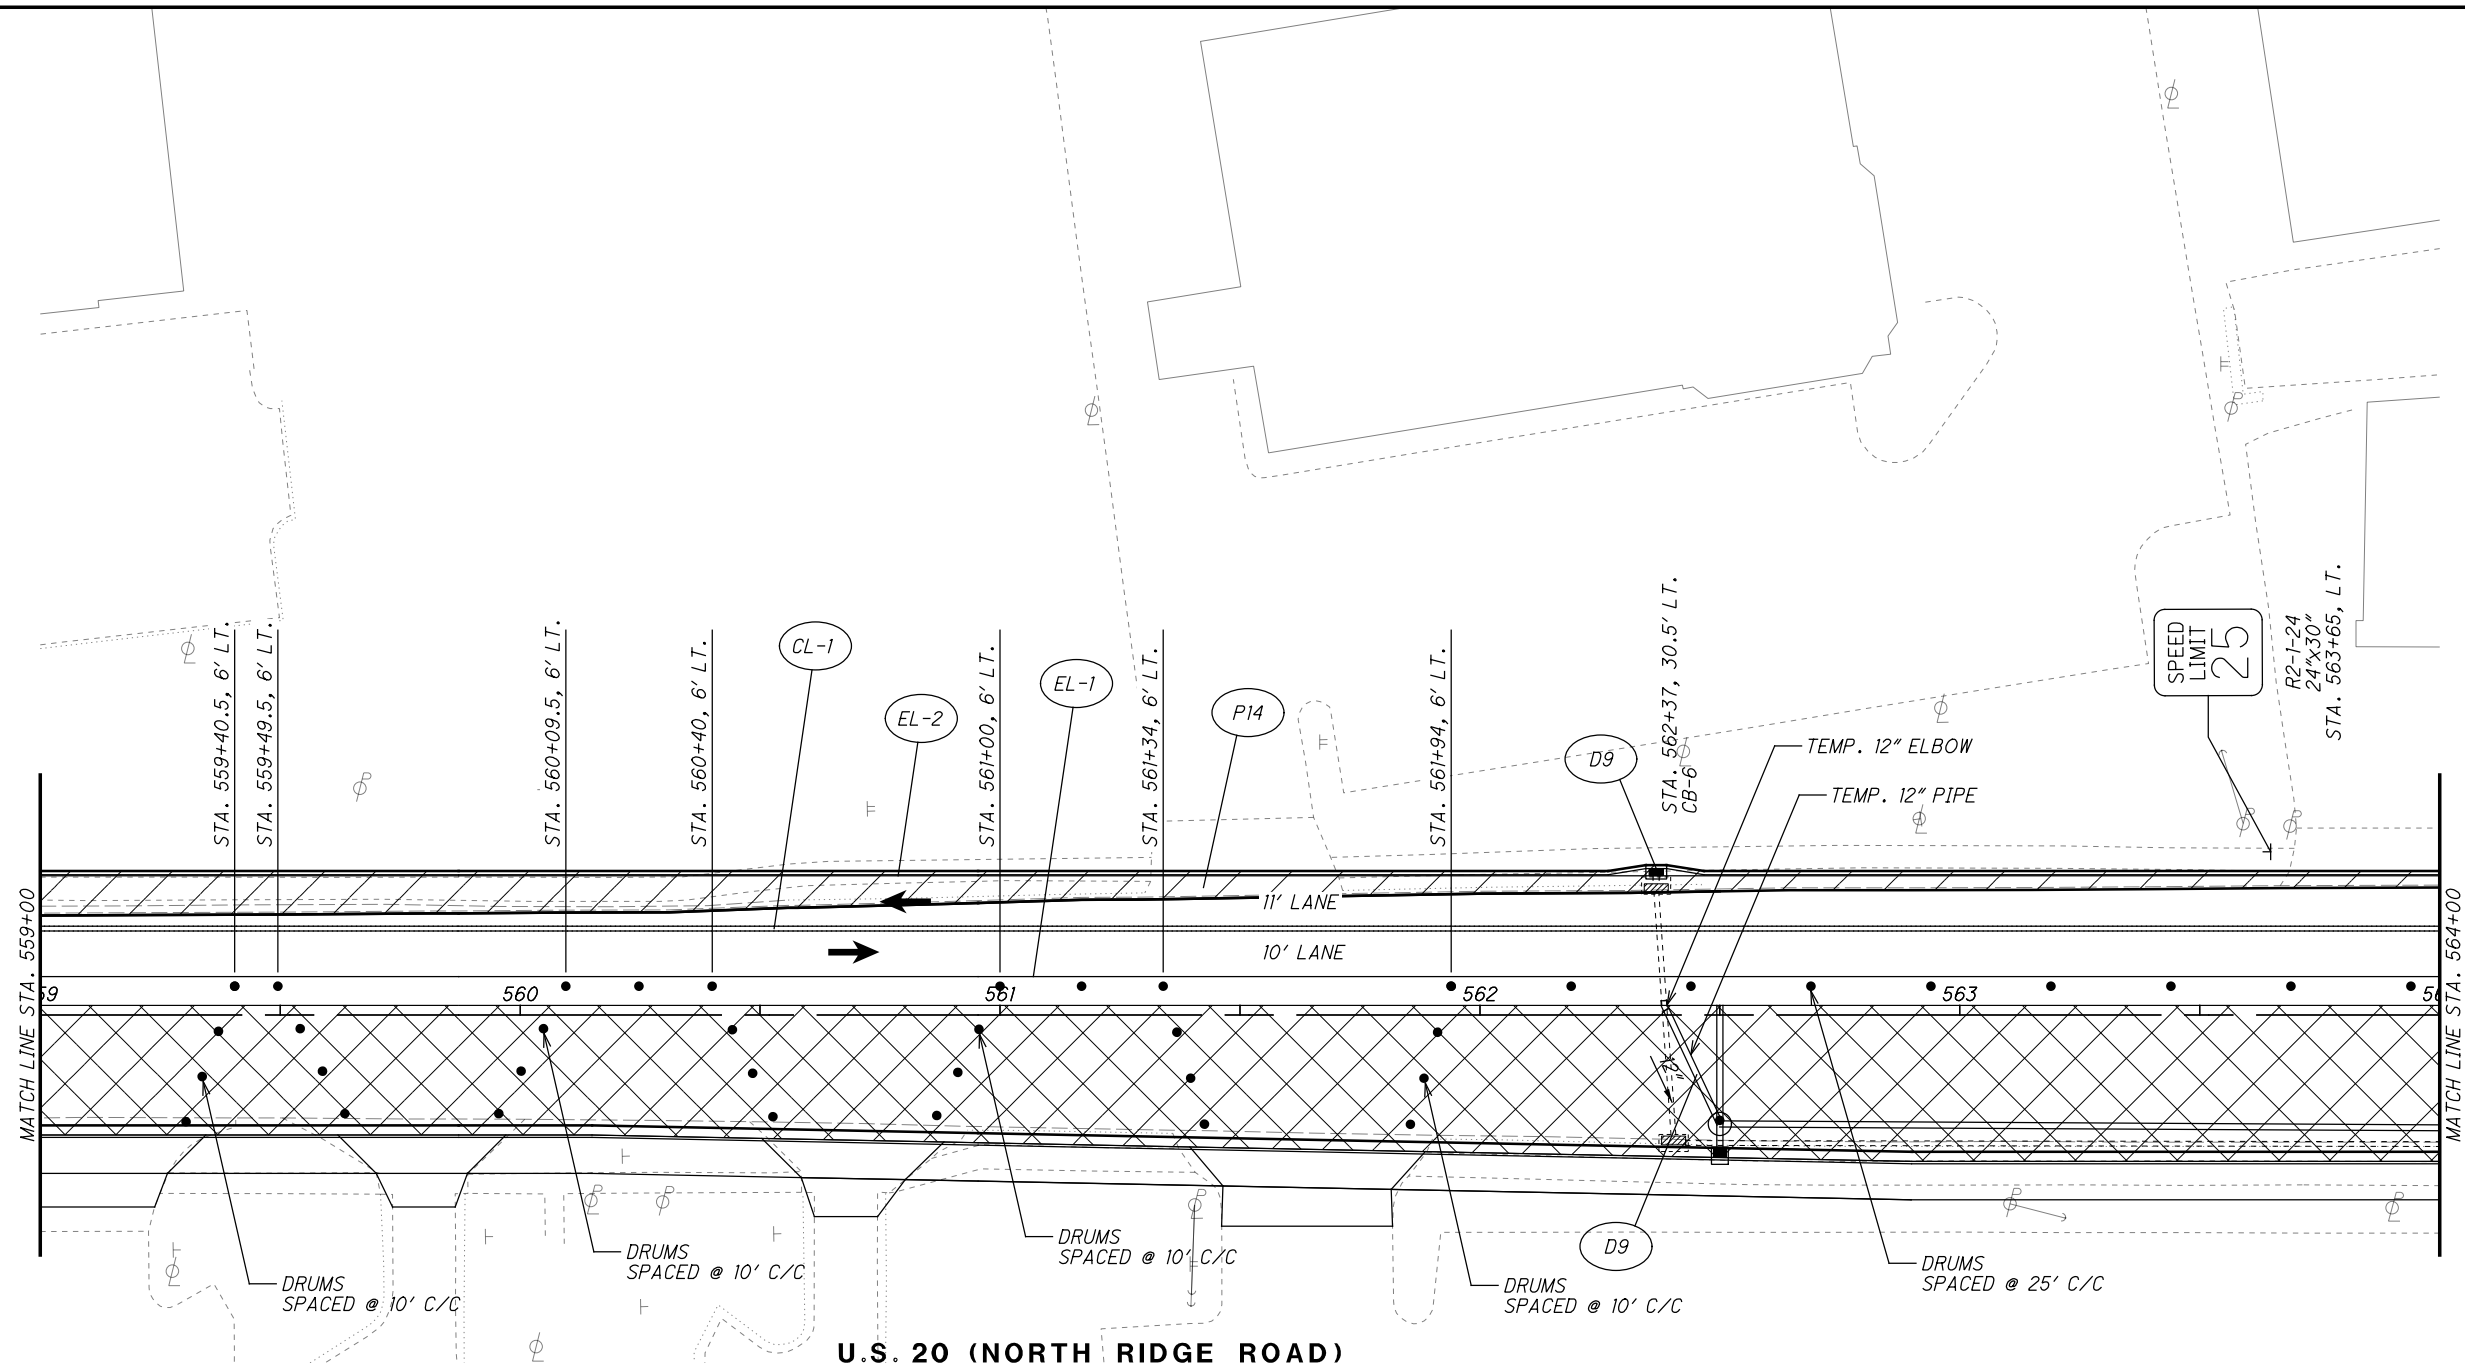 STA. 559+40.5, 6' LT.
STA. 559+49.5, 6' LT.
STA. 560+09.5, 6' LT.
STA. 560+40, 6' LT.
CL-1
EL-2
STA. 561+00, 6' LT.
EL-1
STA. 561+34, 6' LT.
P14
STA. 561+94, 6' LT.
D9
STA. 562+37, 30.5' LT.
CB-6
TEMP. 12" ELBOW
TEMP. 12" PIPE
SPEED
LIMIT
25
R2-1-24
24"x30"
STA. 563+65, LT.
MATCH LINE STA. 559+00
11' LANE
10' LANE
59
560
561
562
563
56
MATCH LINE STA. 564+00
12"
P
P
P
P
P
P
P
P
P
DRUMS
SPACED @ 10' C/C
DRUMS
SPACED @ 10' C/C
DRUMS
SPACED @ 10' C/C
DRUMS
SPACED @ 10' C/C
D9
DRUMS
SPACED @ 25' C/C
U.S. 20 (NORTH RIDGE ROAD)